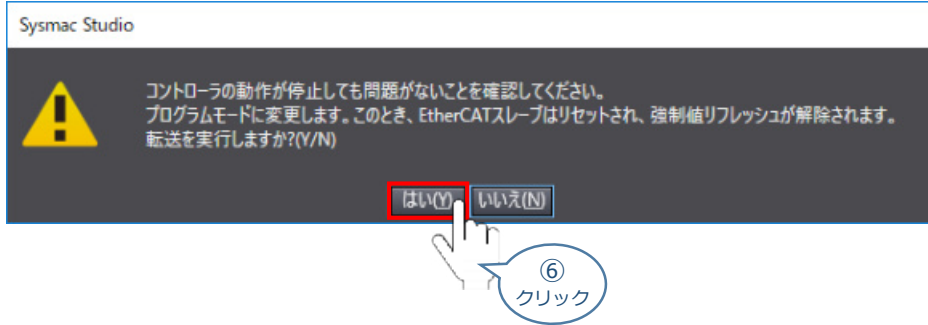 Sysmac Studio
コントローラの動作が停止しても問題がないことを確認してください。
プログラムモードに変更します。このとき、EtherCATスレーブはリセットされ、強制値リフレッシュが解除されます。
転送を実行しますか?(Y/N)
はい(Y) いいえ(N)
⑥
クリック